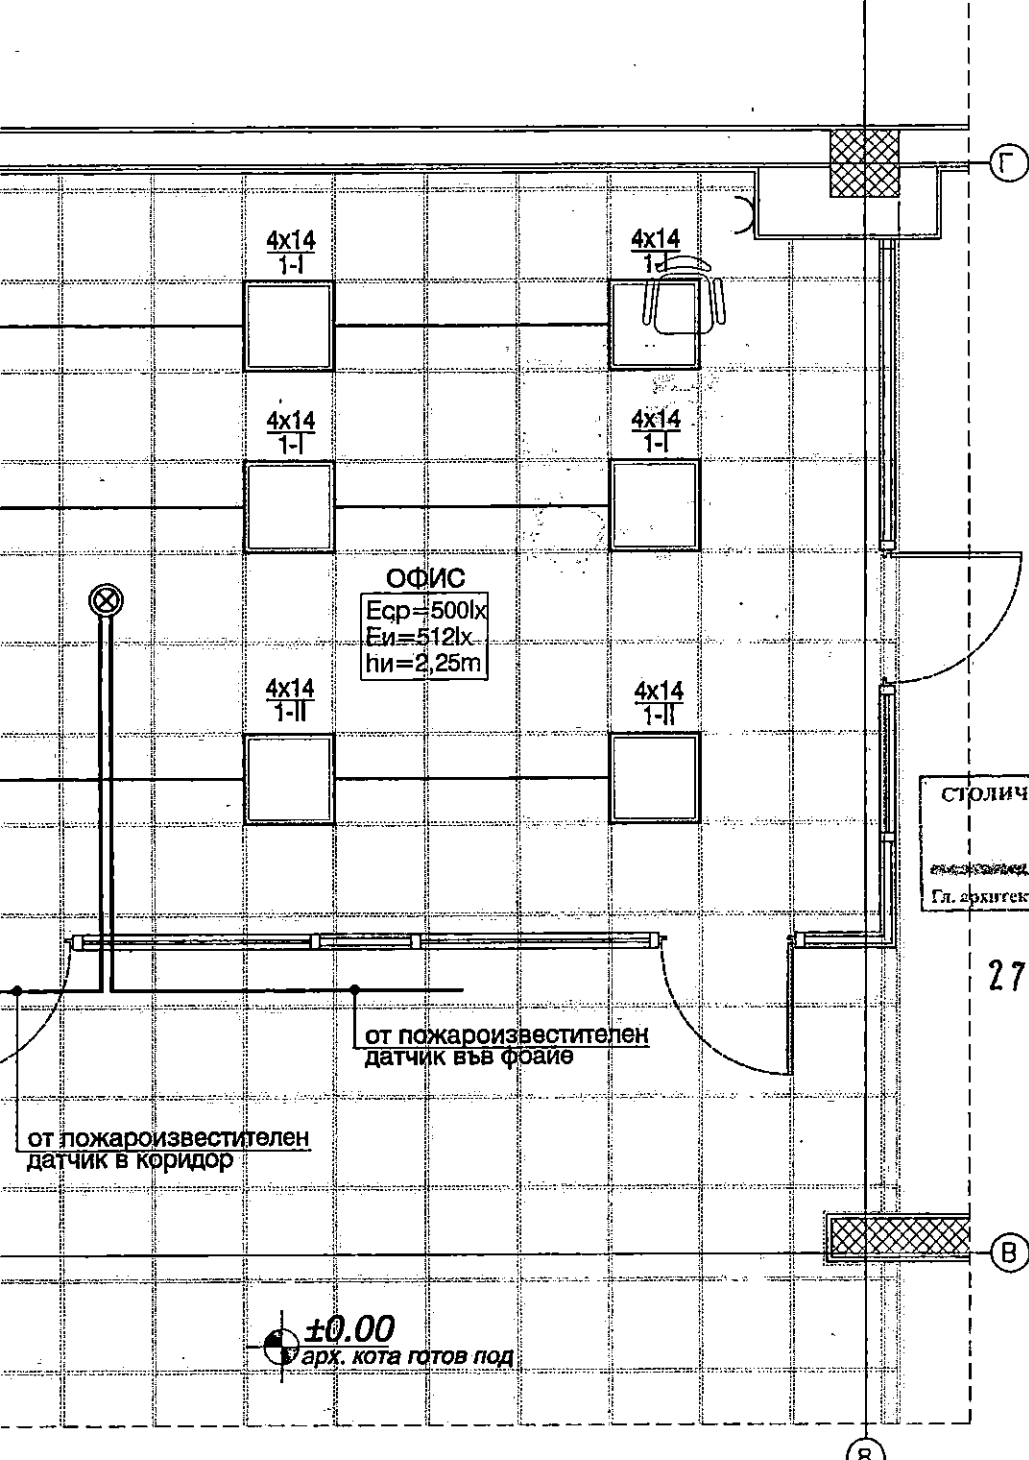 Г
4x14
1-I
4x14
1-I
4x14
1-I
4x14
1-I
ОФИС
Еср=500lx
Еи=512lx
hи=2,25m
4x14
1-II
4x14
1-II
СТОЛИЧ
Гл. архитек
27
от пожароизвестителен
датчик във фоайе
от пожароизвестителен
датчик в коридор
В
±0.00
арх. кота готов под
8